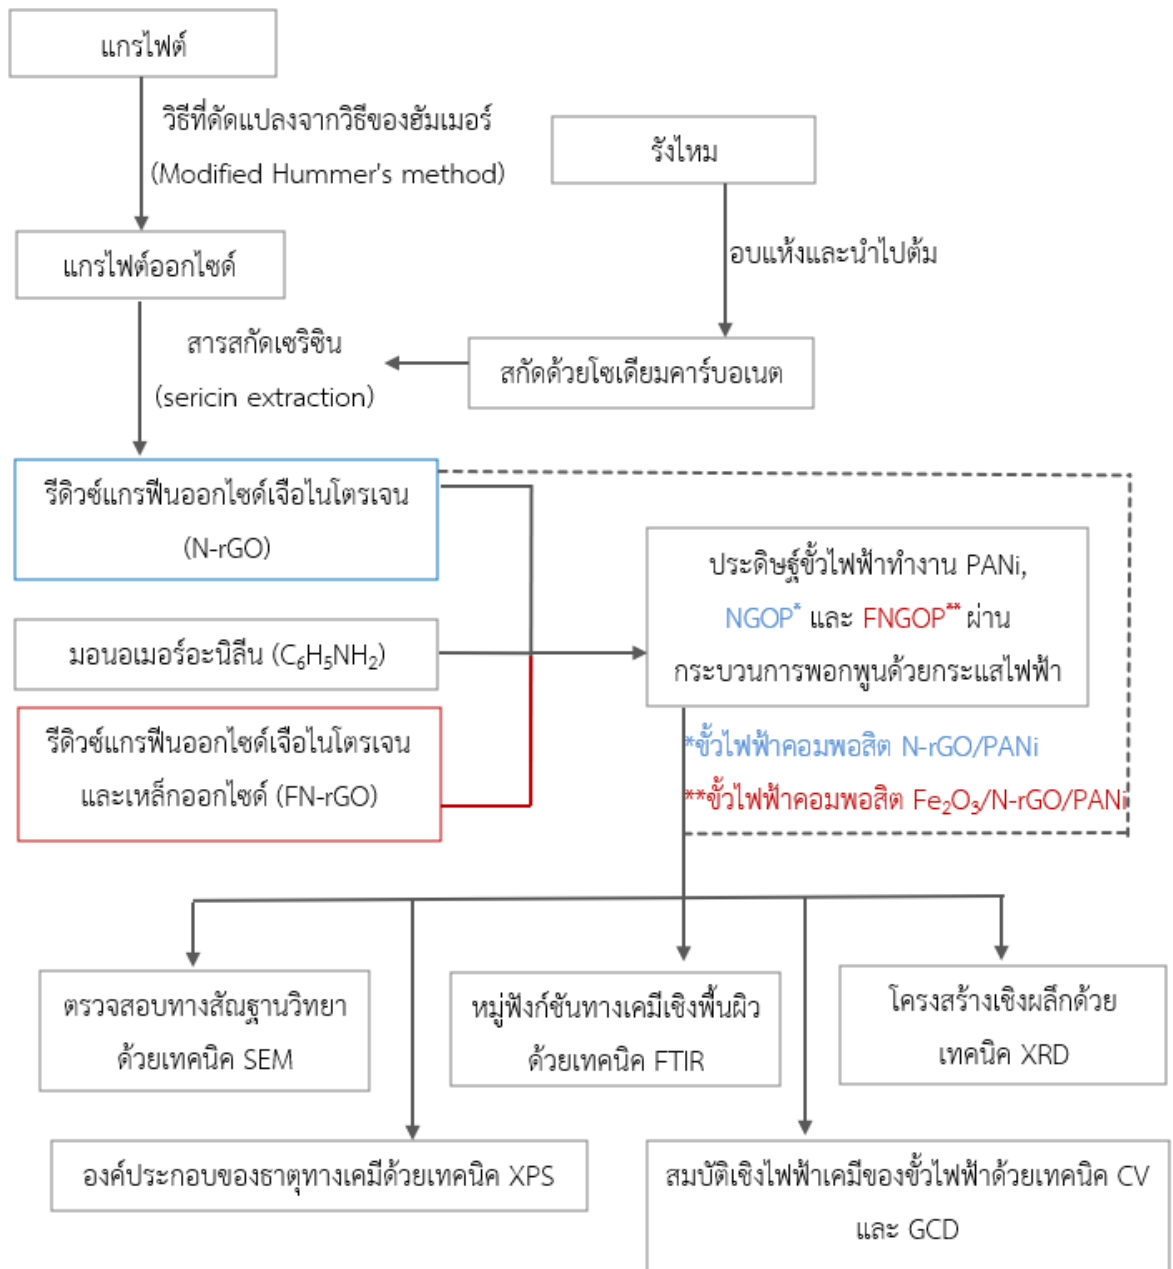 แกรไฟต์
วิธีที่ดัดแปลงจากวิธีของฮัมเมอร์
(Modified Hummer's method)
รังไหม
อบแห้งและนำไปต้ม
แกรไฟต์ออกไซด์
สารสกัดเซริซิน
(sericin extraction)
สกัดด้วยโซเดียมคาร์บอเนต
รีดิวซ์แกรฟีนออกไซด์เจือไนโตรเจน
(N-rGO)
มอนอเมอร์อะนิลีน (C₆H₅NH₂)
รีดิวซ์แกรฟีนออกไซด์เจือไนโตรเจน
และเหล็กออกไซด์ (FN-rGO)
ประดิษฐ์ขั้วไฟฟ้าทำงาน PANi,
NGOP* และ FNGOP** ผ่าน
กระบวนการพอกพูนด้วยกระแสไฟฟ้า
*ขั้วไฟฟ้าคอมพอสิต N-rGO/PANi
**ขั้วไฟฟ้าคอมพอสิต Fe₂O₃/N-rGO/PANi
ตรวจสอบทางสัณฐานวิทยา
ด้วยเทคนิค SEM
หมู่ฟังก์ชันทางเคมีเชิงพื้นผิว
ด้วยเทคนิค FTIR
โครงสร้างเชิงผลึกด้วย
เทคนิค XRD
องค์ประกอบของธาตุทางเคมีด้วยเทคนิค XPS
สมบัติเชิงไฟฟ้าเคมีของขั้วไฟฟ้าด้วยเทคนิค CV
และ GCD